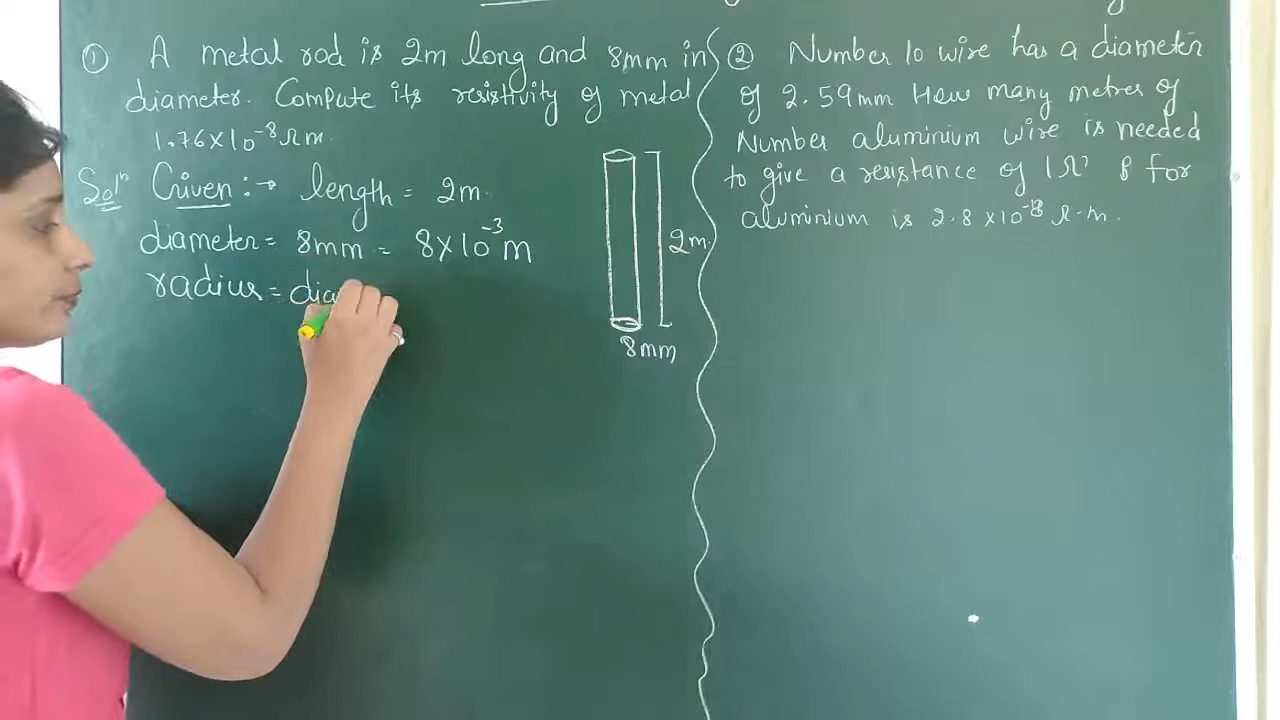 ① A metal rod is 2m long and 8mm in
diameter. Compute its resistivity of metal
1.76×10⁻⁸ Ωm.
Solⁿ Given :→ length = 2m.
diameter = 8mm = 8×10⁻³ m
radius = dia
2m.
8mm
② Number 10 wire has a diameter
of 2.59mm How many metres of
Number aluminium wire is needed
to give a resistance of 1Ω? ρ for
aluminium is 2.8×10⁻⁸ Ω-m.